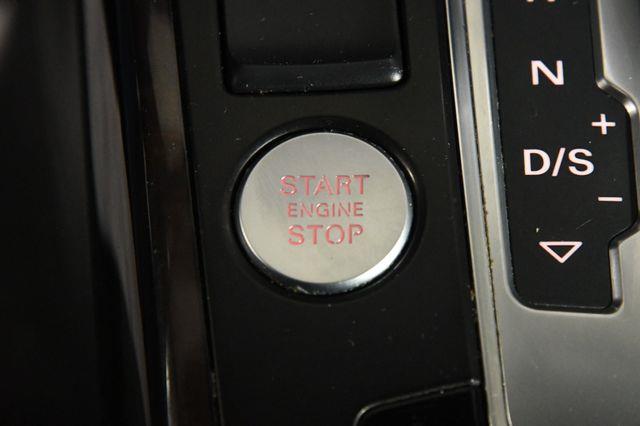 START
ENGINE
STOP
N
+
D/S
−